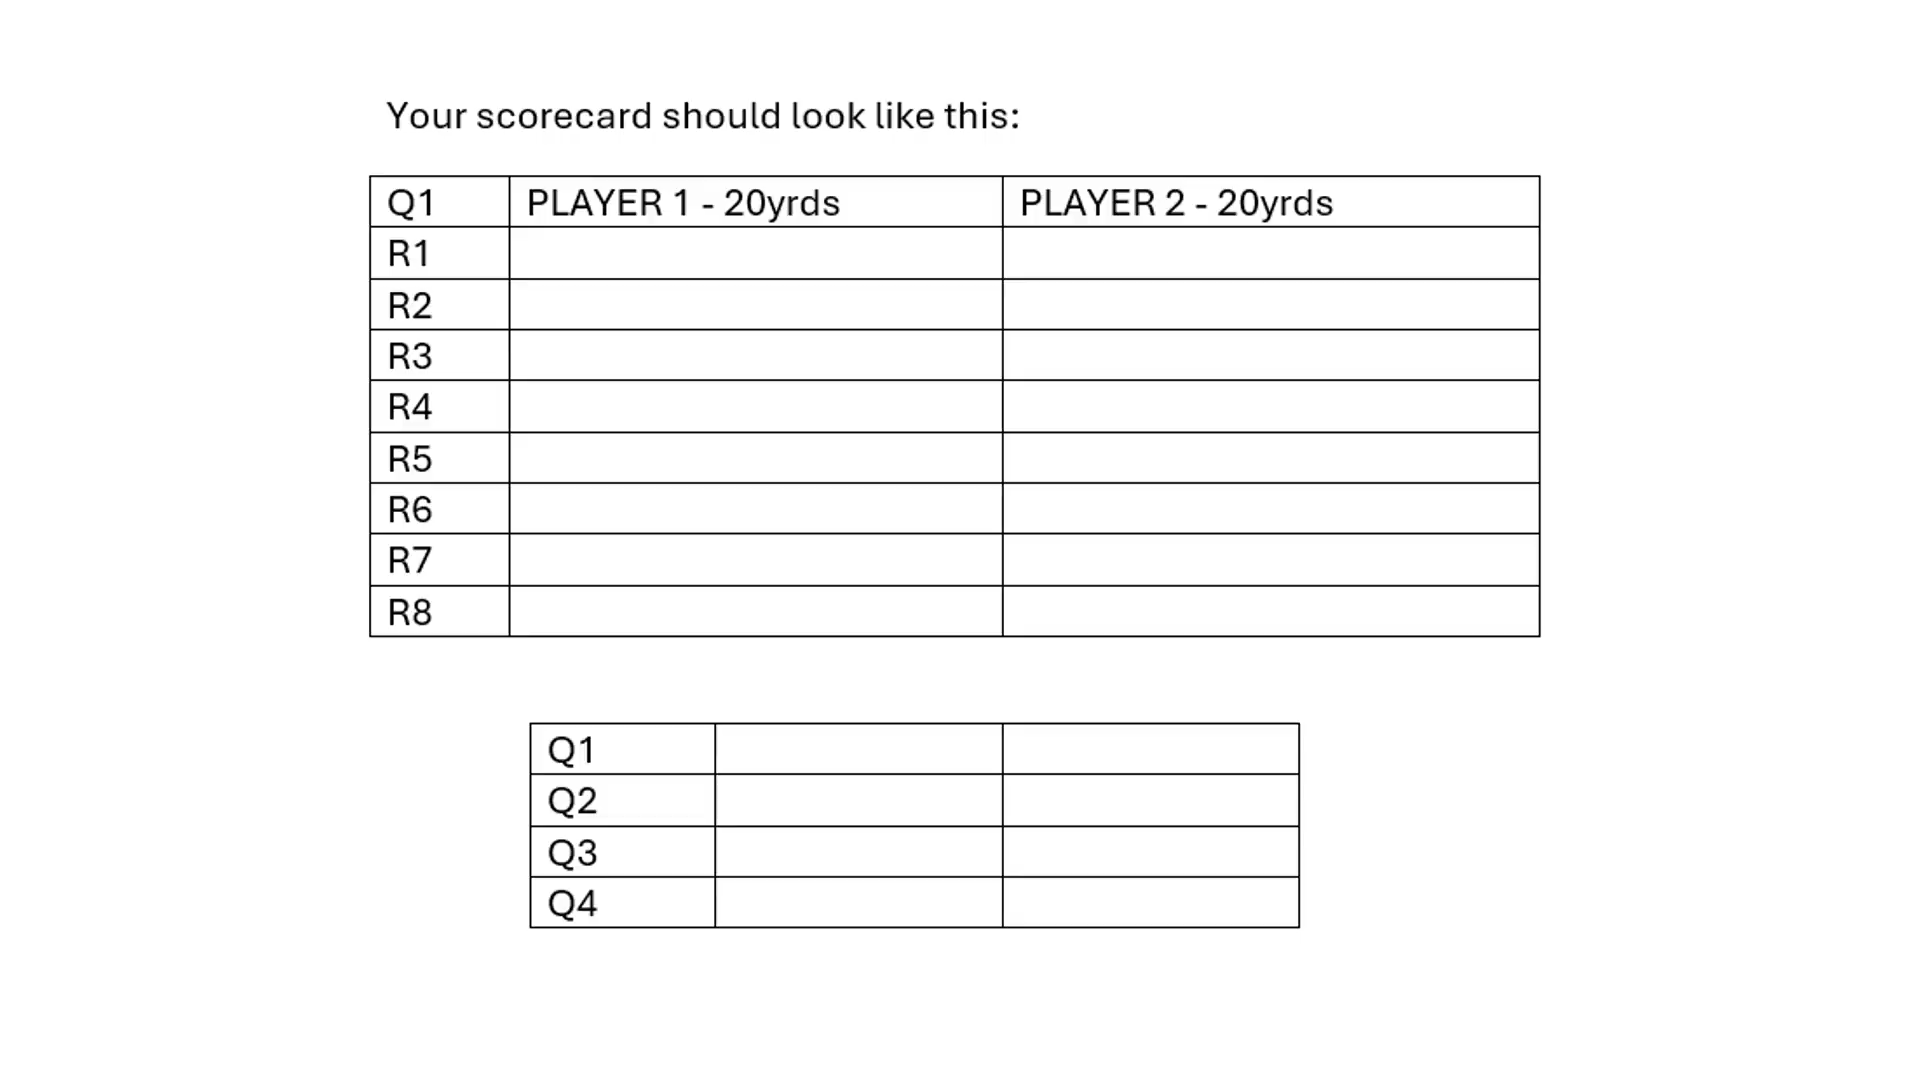 Your scorecard should look like this:
Q1 PLAYER 1 - 20yrds PLAYER 2 - 20yrds
R1
R2
R3
R4
R5
R6
R7
R8
Q1
Q2
Q3
Q4